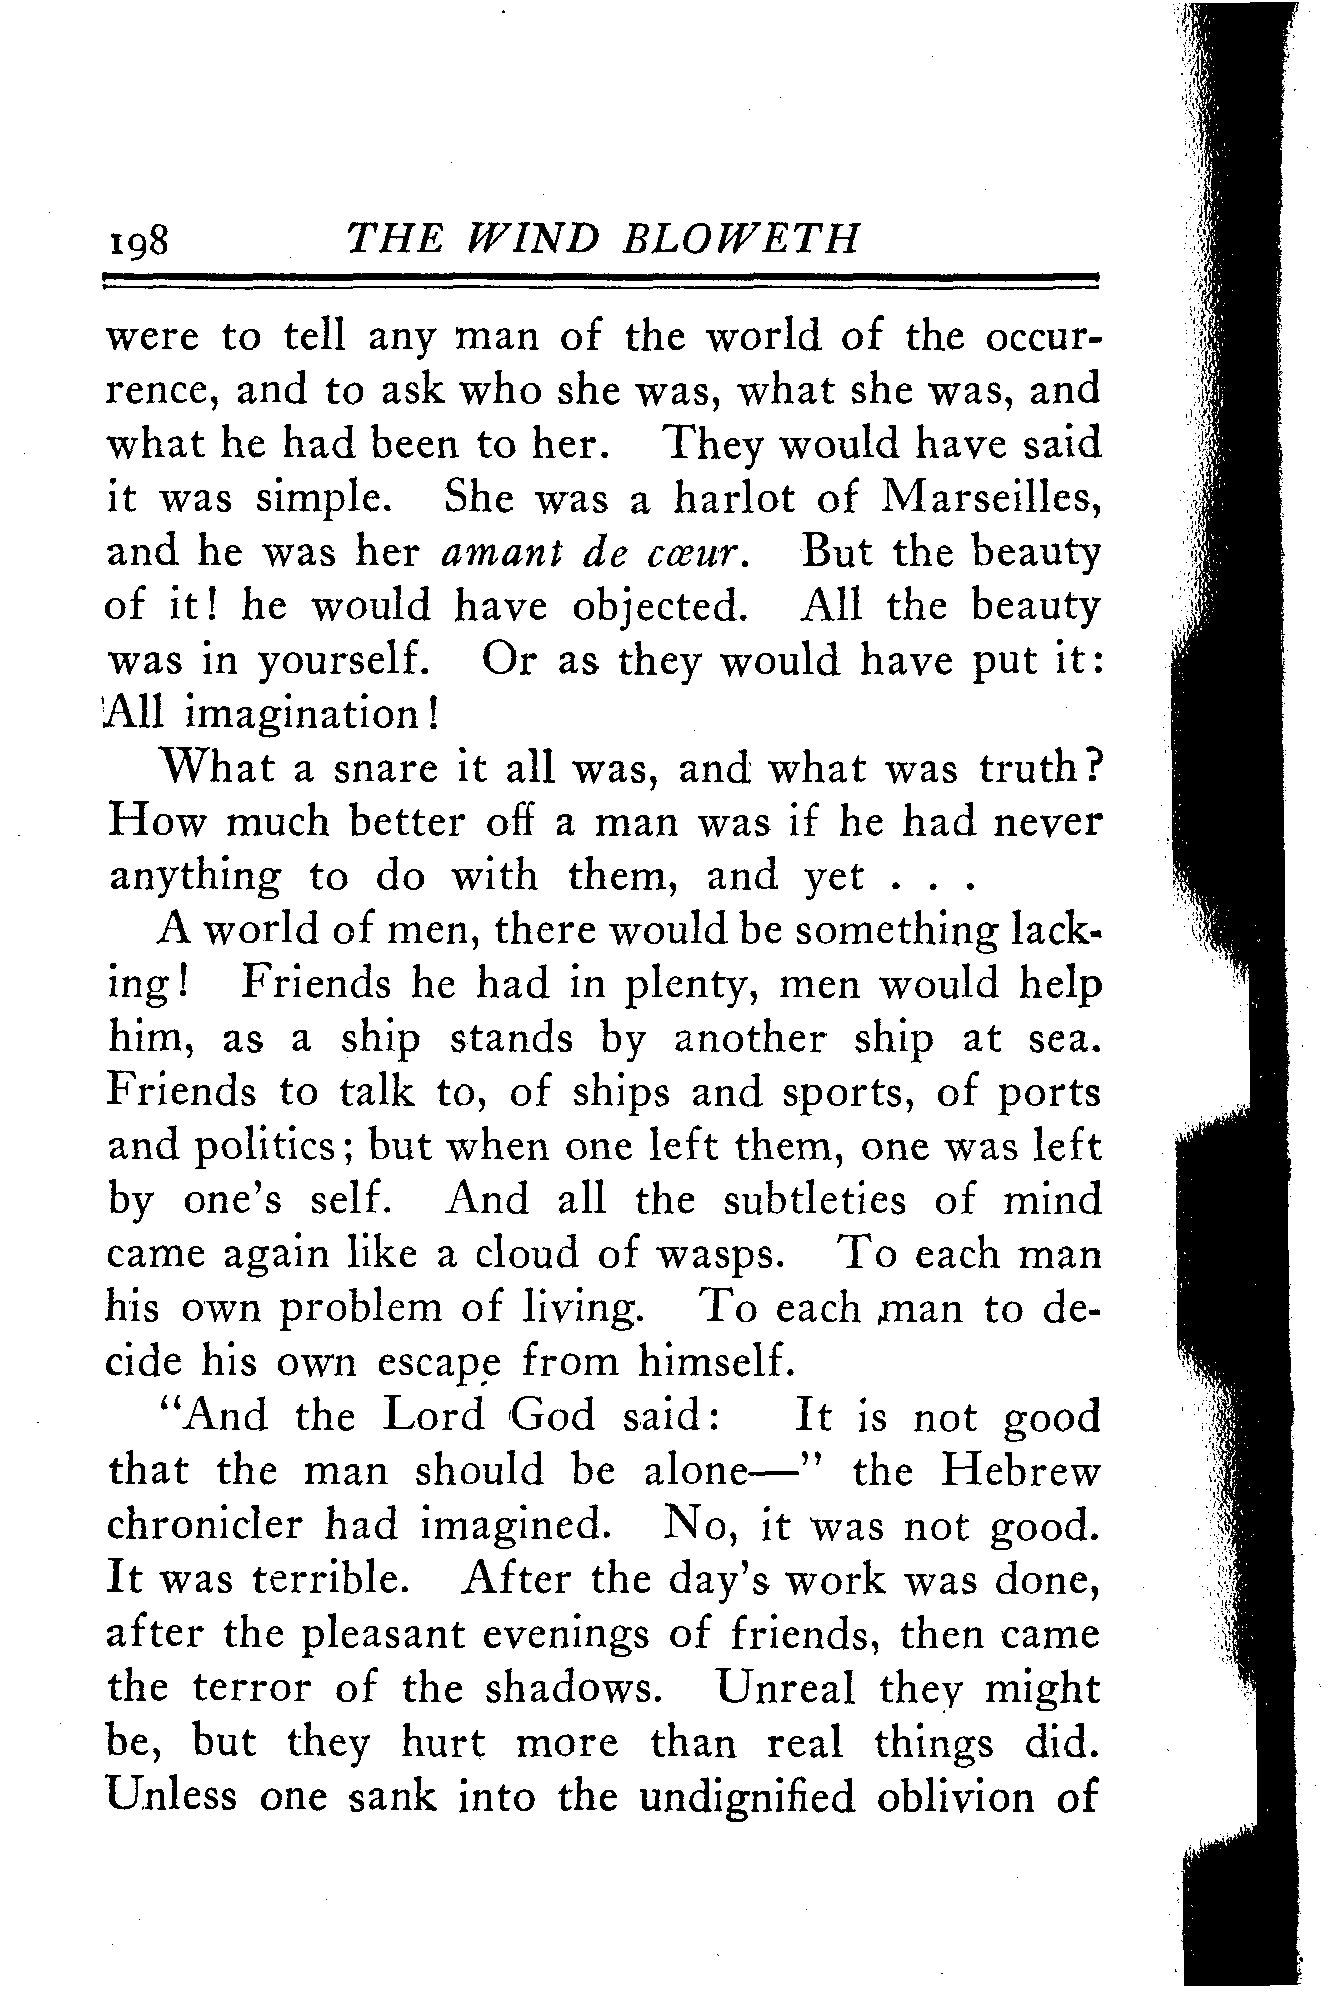 198 THE WIND BLOWETH
were to tell any man of the world of the occur-
rence, and to ask who she was, what she was, and
what he had been to her. They would have said
it was simple. She was a harlot of Marseilles,
and he was her amant de cœur. But the beauty
of it! he would have objected. All the beauty
was in yourself. Or as they would have put it:
All imagination!
What a snare it all was, and what was truth?
How much better off a man was if he had never
anything to do with them, and yet . . .
A world of men, there would be something lack-
ing! Friends he had in plenty, men would help
him, as a ship stands by another ship at sea.
Friends to talk to, of ships and sports, of ports
and politics; but when one left them, one was left
by one's self. And all the subtleties of mind
came again like a cloud of wasps. To each man
his own problem of living. To each man to de-
cide his own escape from himself.
"And the Lord God said: It is not good
that the man should be alone—" the Hebrew
chronicler had imagined. No, it was not good.
It was terrible. After the day's work was done,
after the pleasant evenings of friends, then came
the terror of the shadows. Unreal they might
be, but they hurt more than real things did.
Unless one sank into the undignified oblivion of